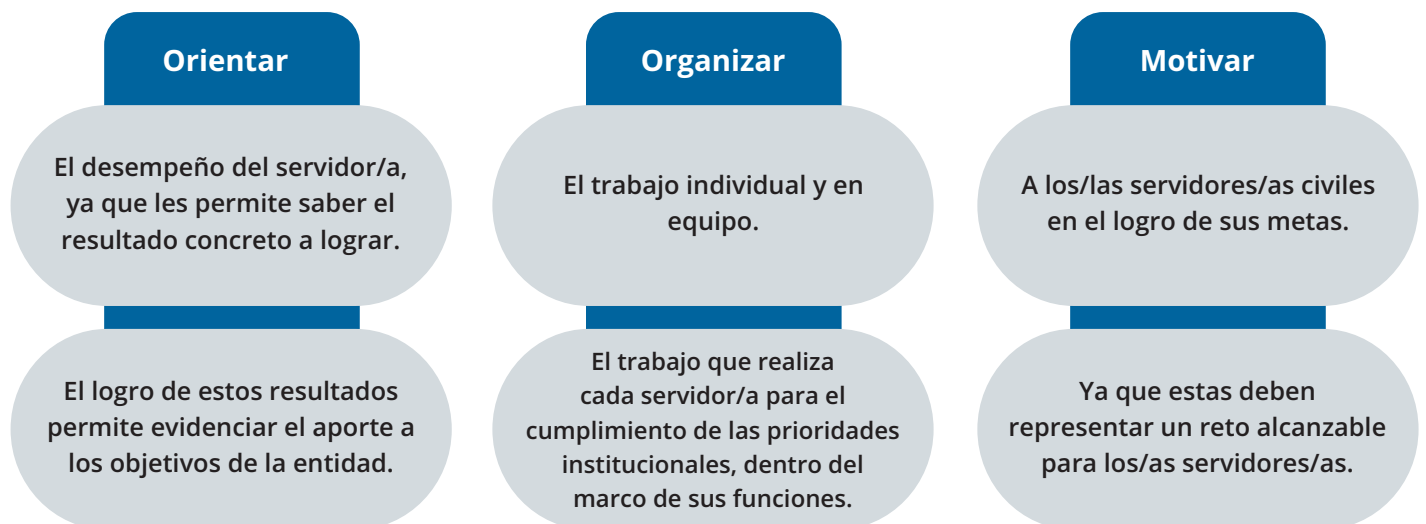 Orientar
El desempeño del servidor/a,
ya que les permite saber el
resultado concreto a lograr.
El logro de estos resultados
permite evidenciar el aporte a
los objetivos de la entidad.
Organizar
El trabajo individual y en
equipo.
El trabajo que realiza
cada servidor/a para el
cumplimiento de las prioridades
institucionales, dentro del
marco de sus funciones.
Motivar
A los/las servidores/as civiles
en el logro de sus metas.
Ya que estas deben
representar un reto alcanzable
para los/as servidores/as.